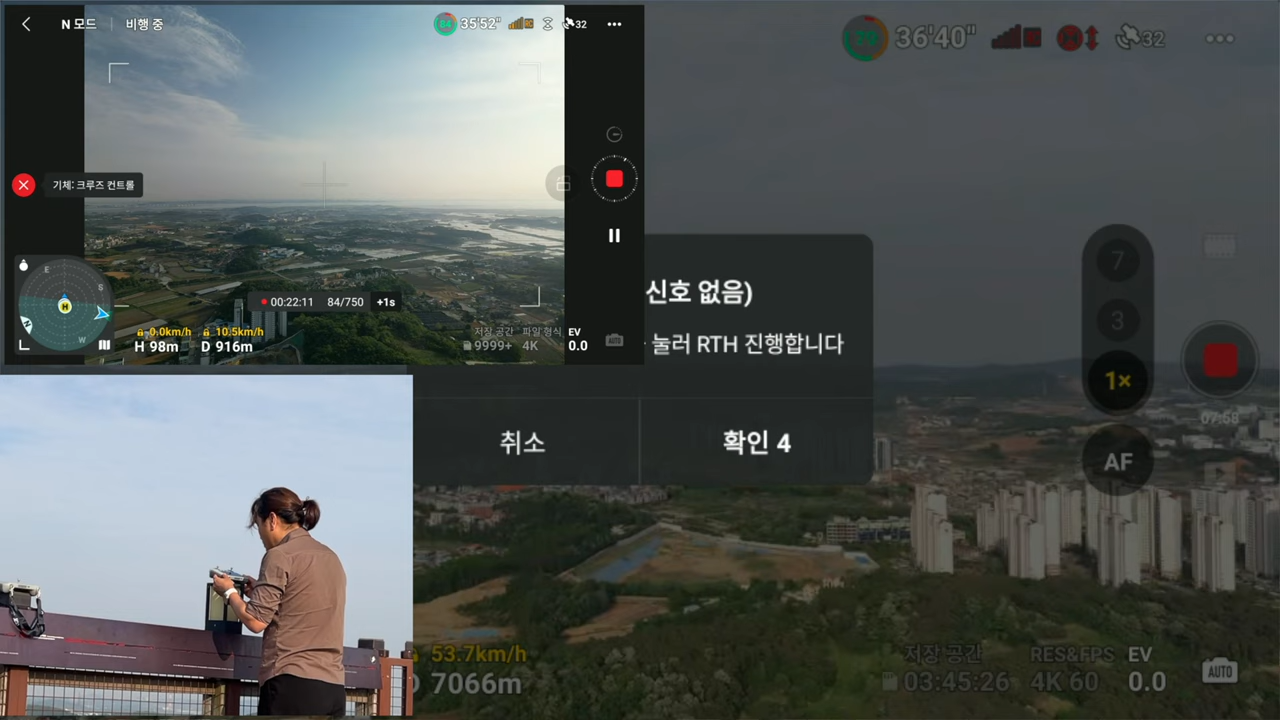 N 모드 | 비행 중
84 35'52" 32
기체: 크루즈 컨트롤
E
S
W
H
00:22:11 84/750 +1s
0.0km/h 10.5km/h
H 98m D 916m
저장 공간 파일 형식 EV
9999+ 4K 0.0
AUTO
36'40" 32
신호 없음)
눌러 RTH 진행합니다
취소 확인 4
7
3
1×
07:58
AF
53.7km/h
D 7066m
저장 공간 RES&FPS EV
03:45:26 4K 60 0.0
AUTO